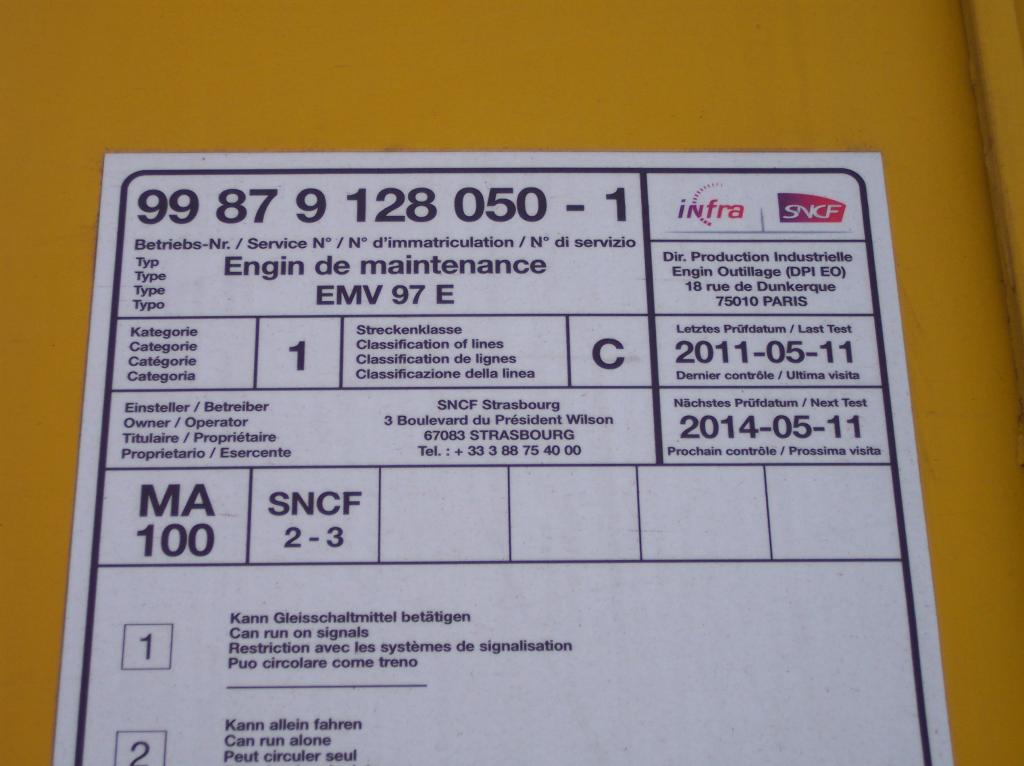 99 87 9 128 050 - 1
Betriebs-Nr. / Service N° / N° d'immatriculation / N° di servizio
Typ
Type
Type
Typo
Engin de maintenance
EMV 97 E
infra
SNCF
Dir. Production Industrielle
Engin Outillage (DPI EO)
18 rue de Dunkerque
75010 PARIS
Kategorie
Categorie
Catégorie
Categoria
1
Streckenklasse
Classification of lines
Classification de lignes
Classificazione della linea
C
Letztes Prüfdatum / Last Test
2011-05-11
Dernier contrôle / Ultima visita
Einsteller / Betreiber
Owner / Operator
Titulaire / Propriétaire
Proprietario / Esercente
SNCF Strasbourg
3 Boulevard du Président Wilson
67083 STRASBOURG
Tel. : + 33 3 88 75 40 00
Nächstes Prüfdatum / Next Test
2014-05-11
Prochain contrôle / Prossima visita
MA
100
SNCF
2 - 3
1
Kann Gleisschaltmittel betätigen
Can run on signals
Restriction avec les systèmes de signalisation
Puo circolare come treno
2
Kann allein fahren
Can run alone
Peut circuler seul